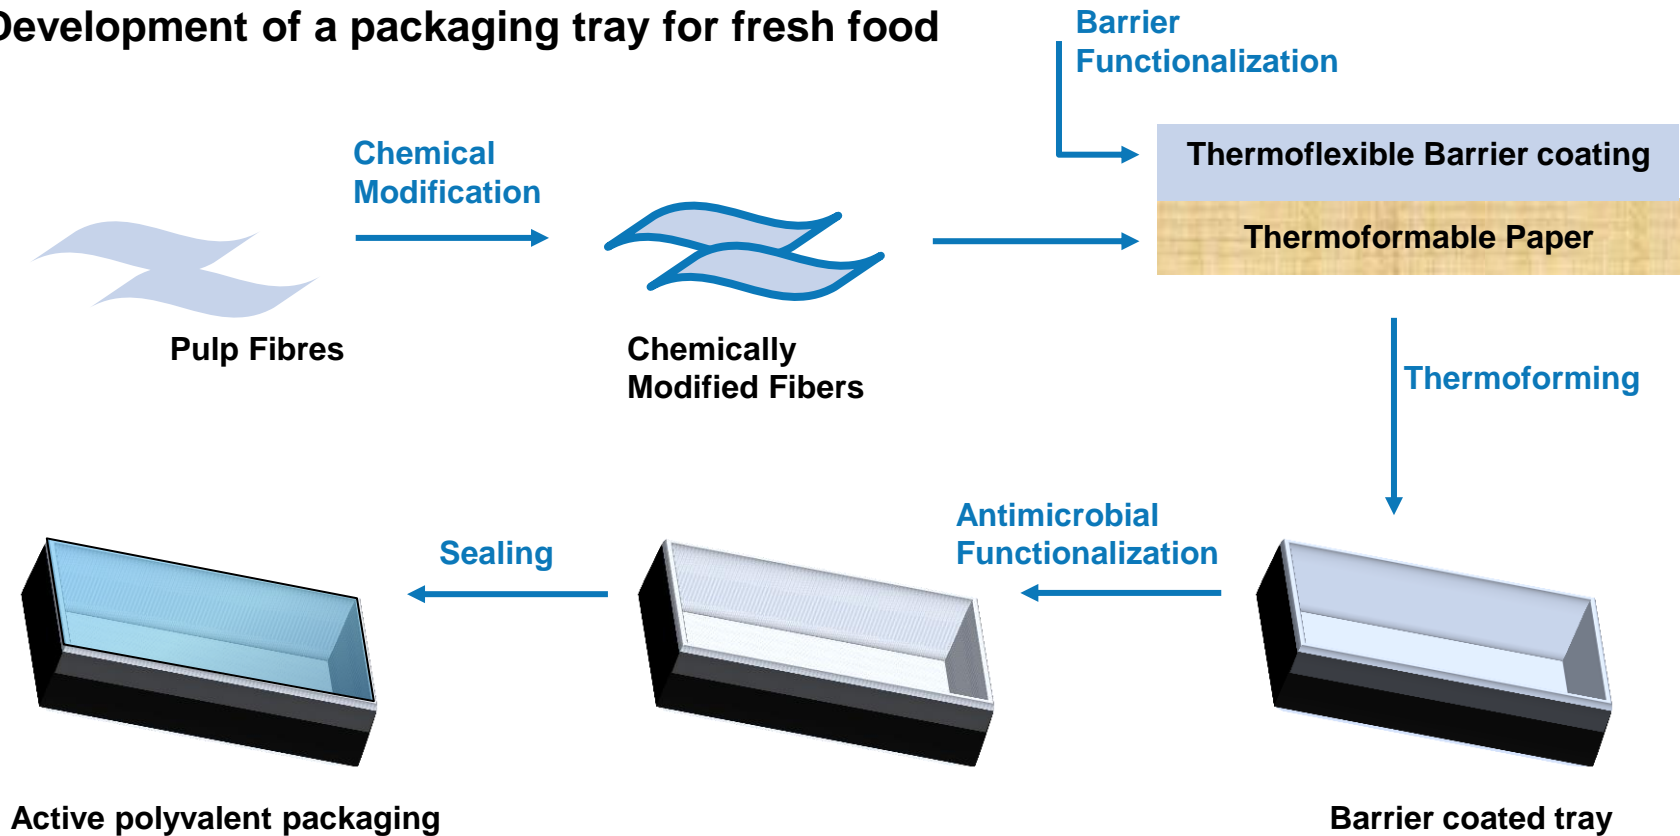 Development of a packaging tray for fresh food
Barrier
Functionalization
Chemical
Modification
Thermoflexible Barrier coating
Thermoformable Paper
Pulp Fibres
Chemically
Modified Fibers
Thermoforming
Antimicrobial
Functionalization
Sealing
Active polyvalent packaging
Barrier coated tray